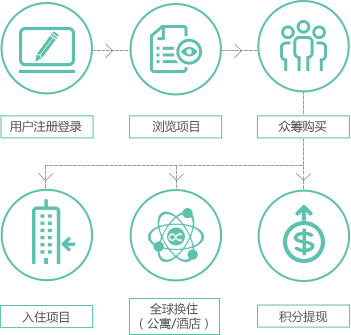 用户注册登录
浏览项目
众筹购买
入住项目
全球换住
（公寓/酒店）
积分提现